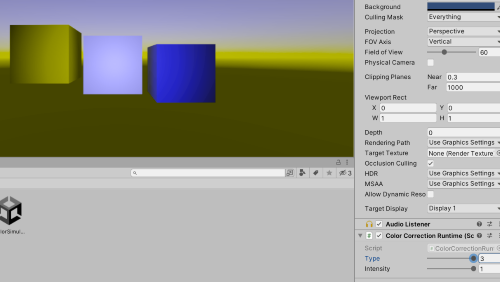 Background
Culling Mask Everything
Projection Perspective
FOV Axis Vertical
Field of View 60
Physical Camera
Clipping Planes Near 0.3
Far 1000
Viewport Rect
X 0 Y 0
W 1 H 1
Depth 0
Rendering Path Use Graphics Settings
Target Texture None (Render Texture
Occlusion Culling
HDR Use Graphics Settings
MSAA Use Graphics Settings
Allow Dynamic Reso
Target Display Display 1
3
Audio Listener
orSimul...
Color Correction Runtime (Sc
Script ColorCorrectionRun
Type 3
Intensity 1